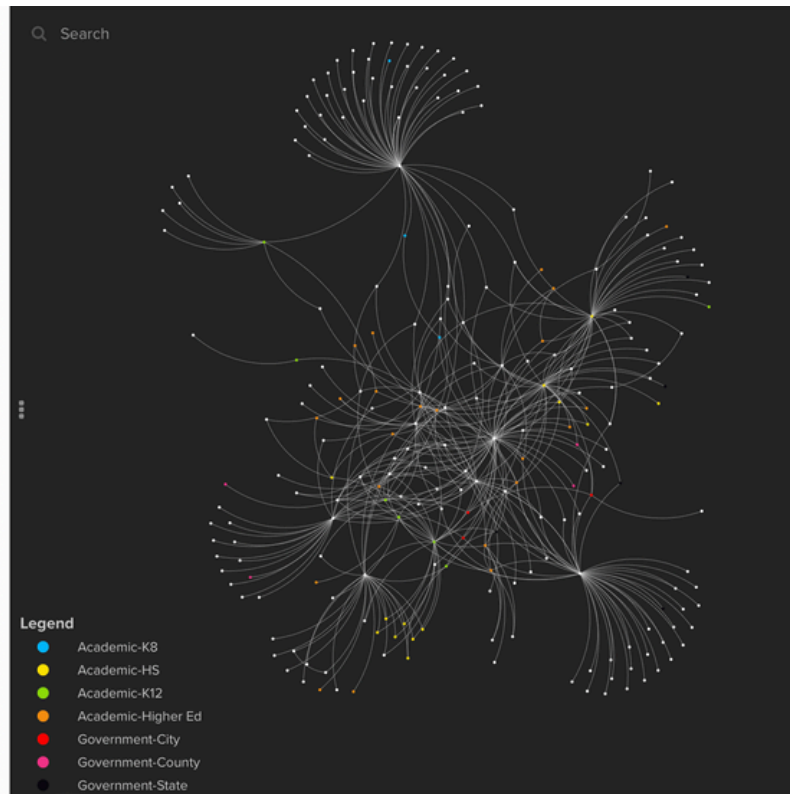 Search
Legend
Academic-K8
Academic-HS
Academic-K12
Academic-Higher Ed
Government-City
Government-County
Government-State